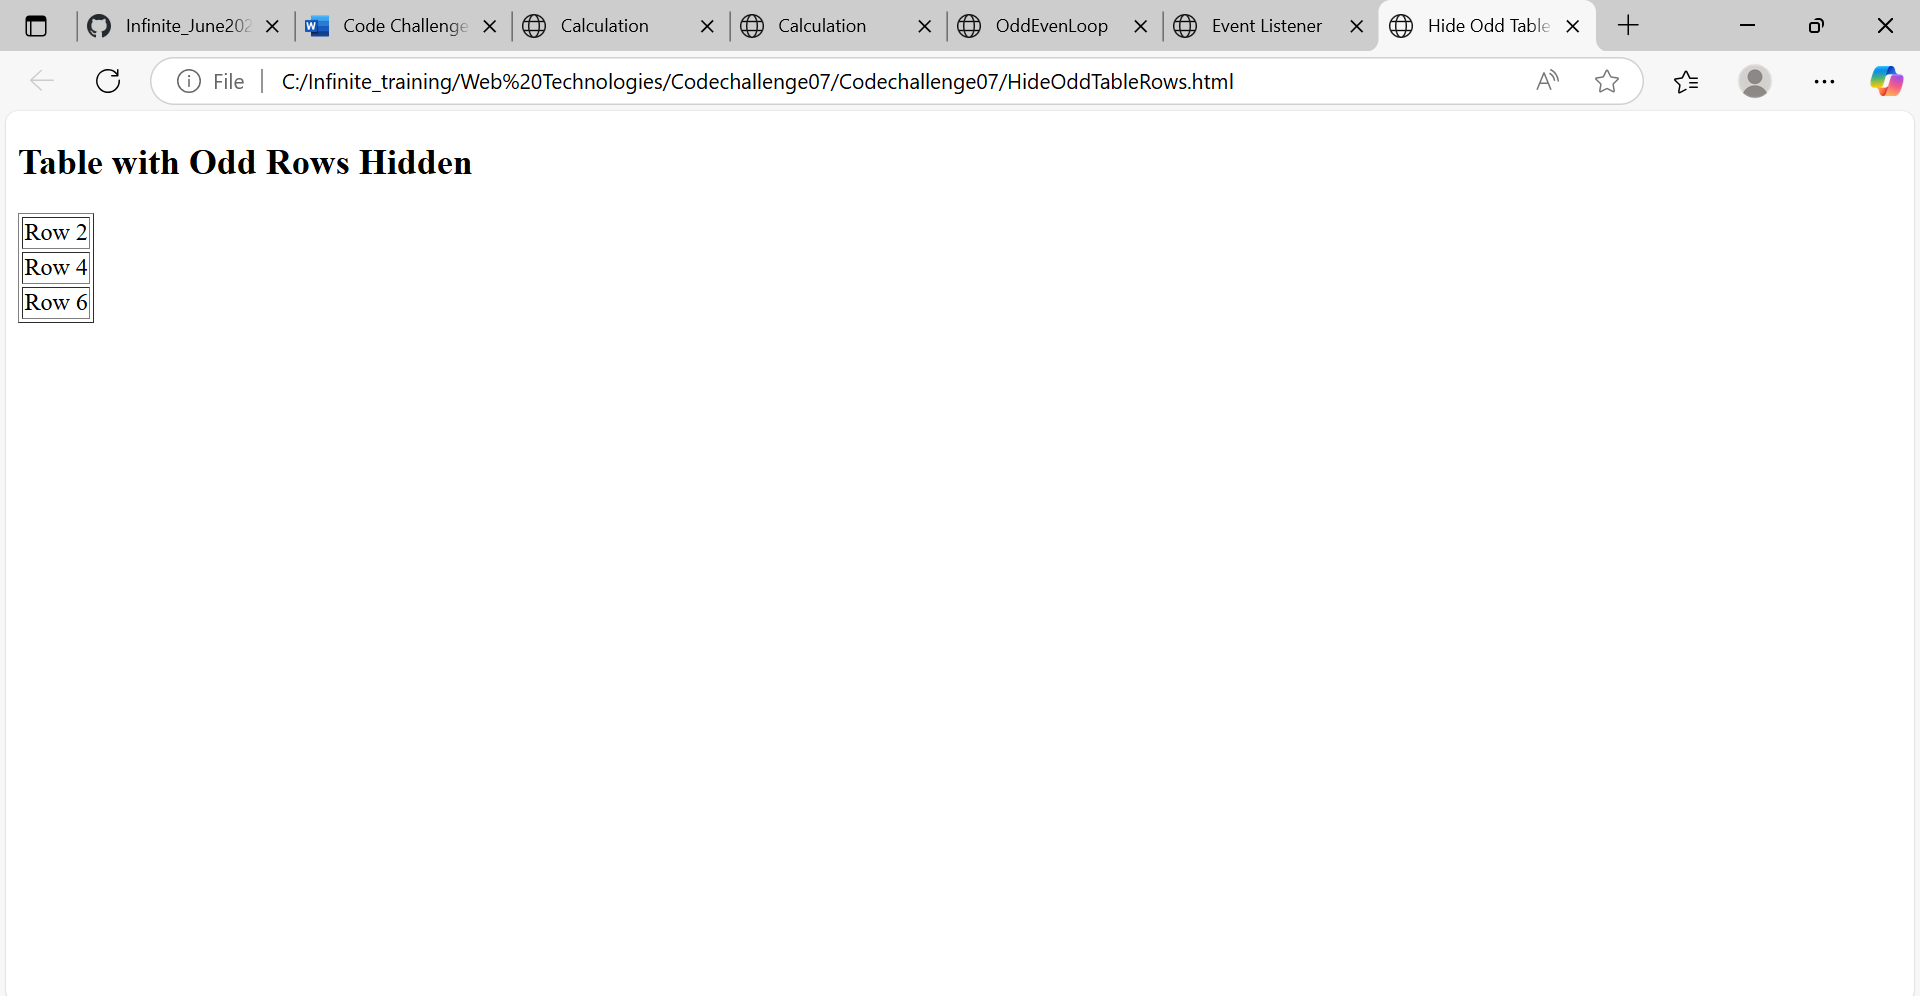 Infinite_June202
Code Challenge
Calculation
Calculation
OddEvenLoop
Event Listener
Hide Odd Table
File
C:/Infinite_training/Web%20Technologies/Codechallenge07/Codechallenge07/HideOddTableRows.html
Table with Odd Rows Hidden
Row 2
Row 4
Row 6